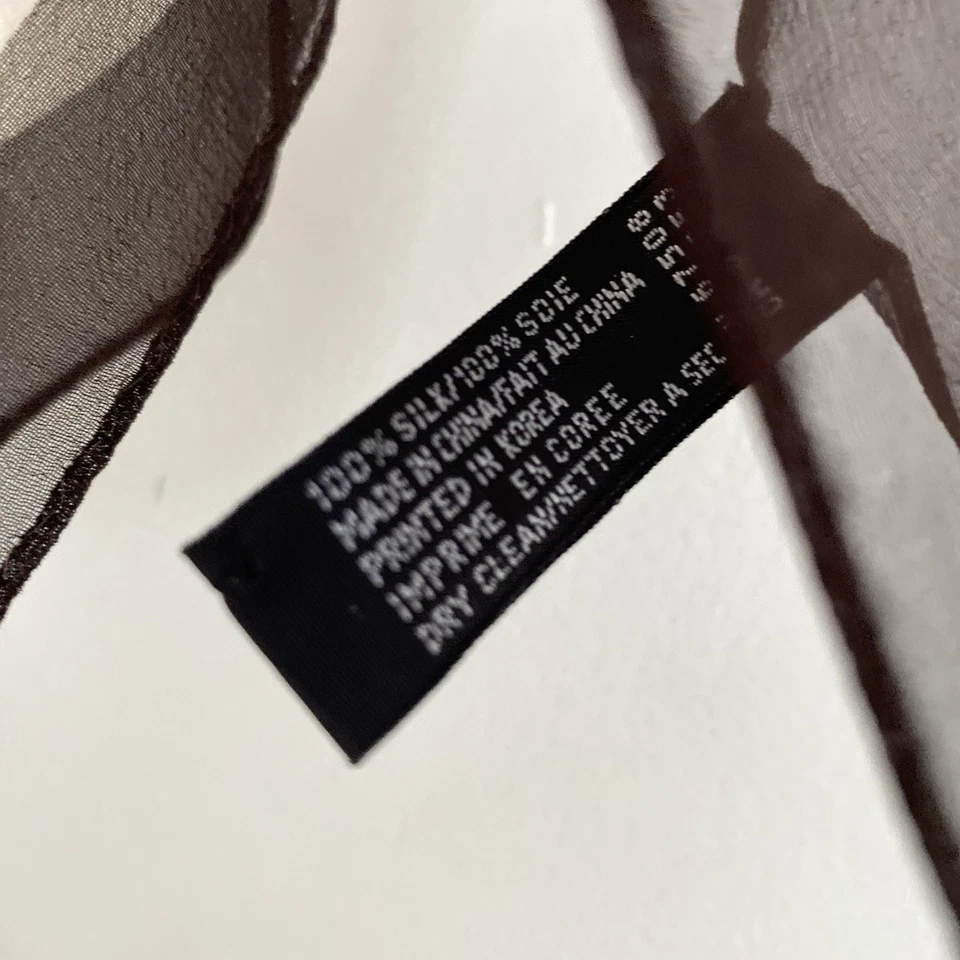 100% SILK/100% SOIE
MADE IN CHINA/FAIT AU CHINA
PRINTED IN KOREA
IMPRIME EN COREE
DRY CLEAN/NETTOYER A SEC